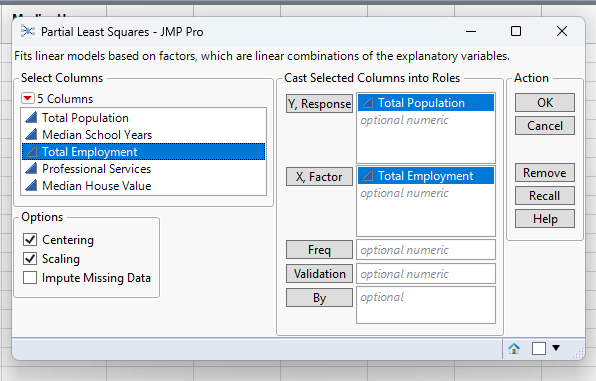 Partial Least Squares - JMP Pro
Fits linear models based on factors, which are linear combinations of the explanatory variables.
Select Columns
5 Columns
Total Population
Median School Years
Total Employment
Professional Services
Median House Value
Options
Centering
Scaling
Impute Missing Data
Cast Selected Columns into Roles
Y, Response
Total Population
optional numeric
X, Factor
Total Employment
optional numeric
Freq
optional numeric
Validation
optional numeric
By
optional
Action
OK
Cancel
Remove
Recall
Help